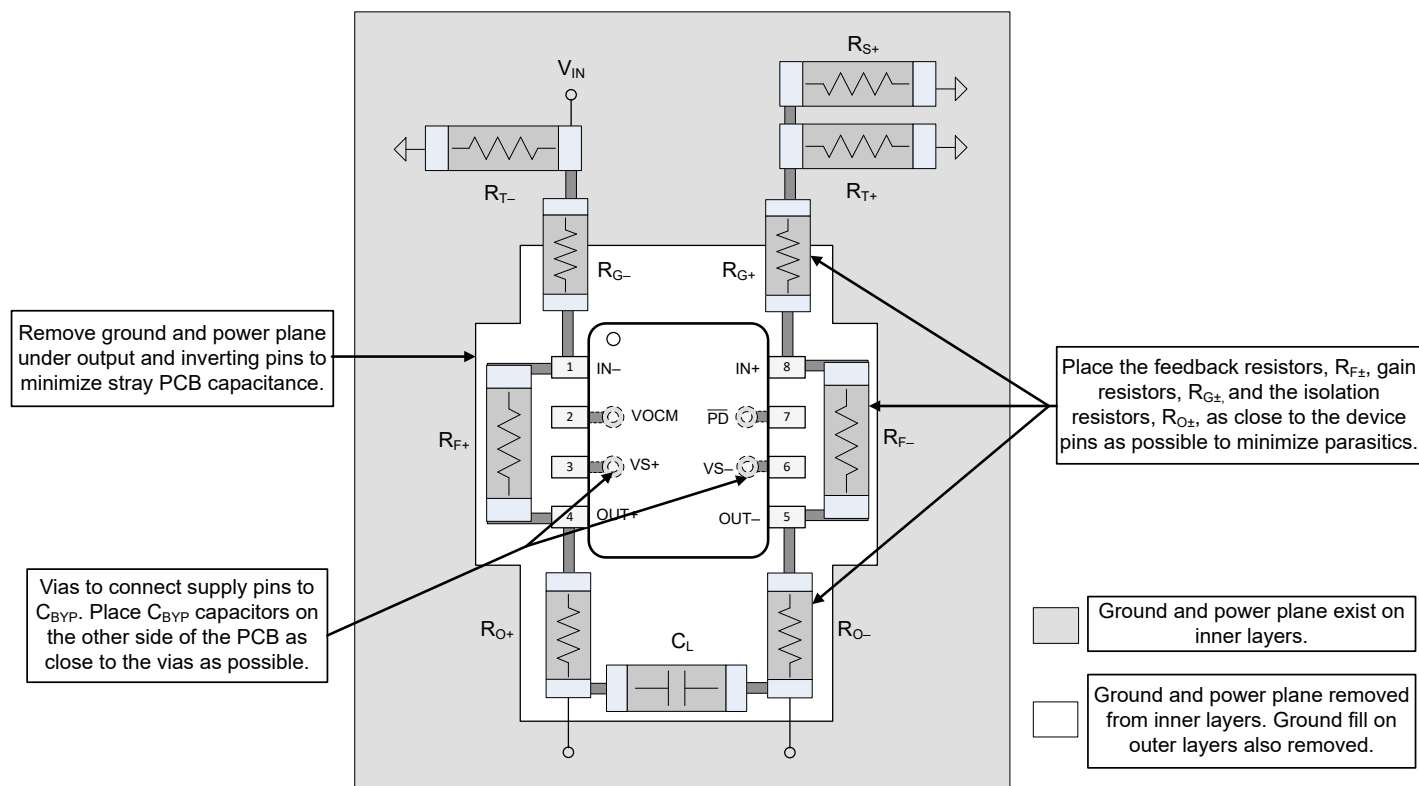 R_S+
V_IN
R_T–
R_T+
R_G–
R_G+
Remove ground and power plane
under output and inverting pins to
minimize stray PCB capacitance.
1
IN–
IN+
8
2
VOCM
P̅D̅
7
3
VS+
VS–
6
4
OUT+
OUT–
5
R_F+
R_F–
Place the feedback resistors, R_F±, gain
resistors, R_G±, and the isolation
resistors, R_O±, as close to the device
pins as possible to minimize parasitics.
Vias to connect supply pins to
C_BYP. Place C_BYP capacitors on
the other side of the PCB as
close to the vias as possible.
R_O+
C_L
R_O–
Ground and power plane exist on
inner layers.
Ground and power plane removed
from inner layers. Ground fill on
outer layers also removed.